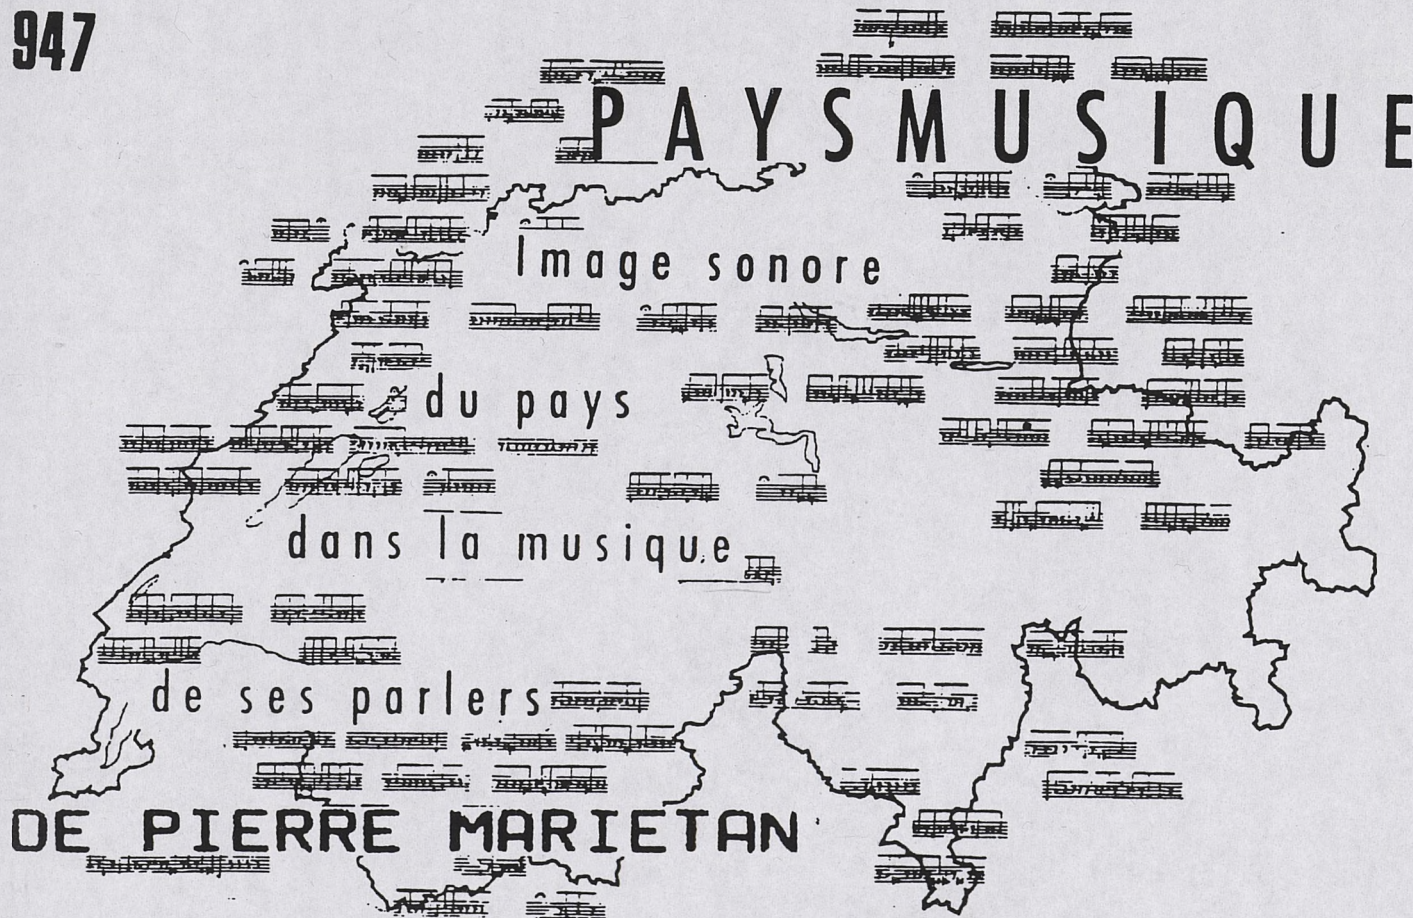 947
PAYSMUSIQUE
Image sonore
du pays
dans la musique
de ses parlers
DE PIERRE MARIETAN